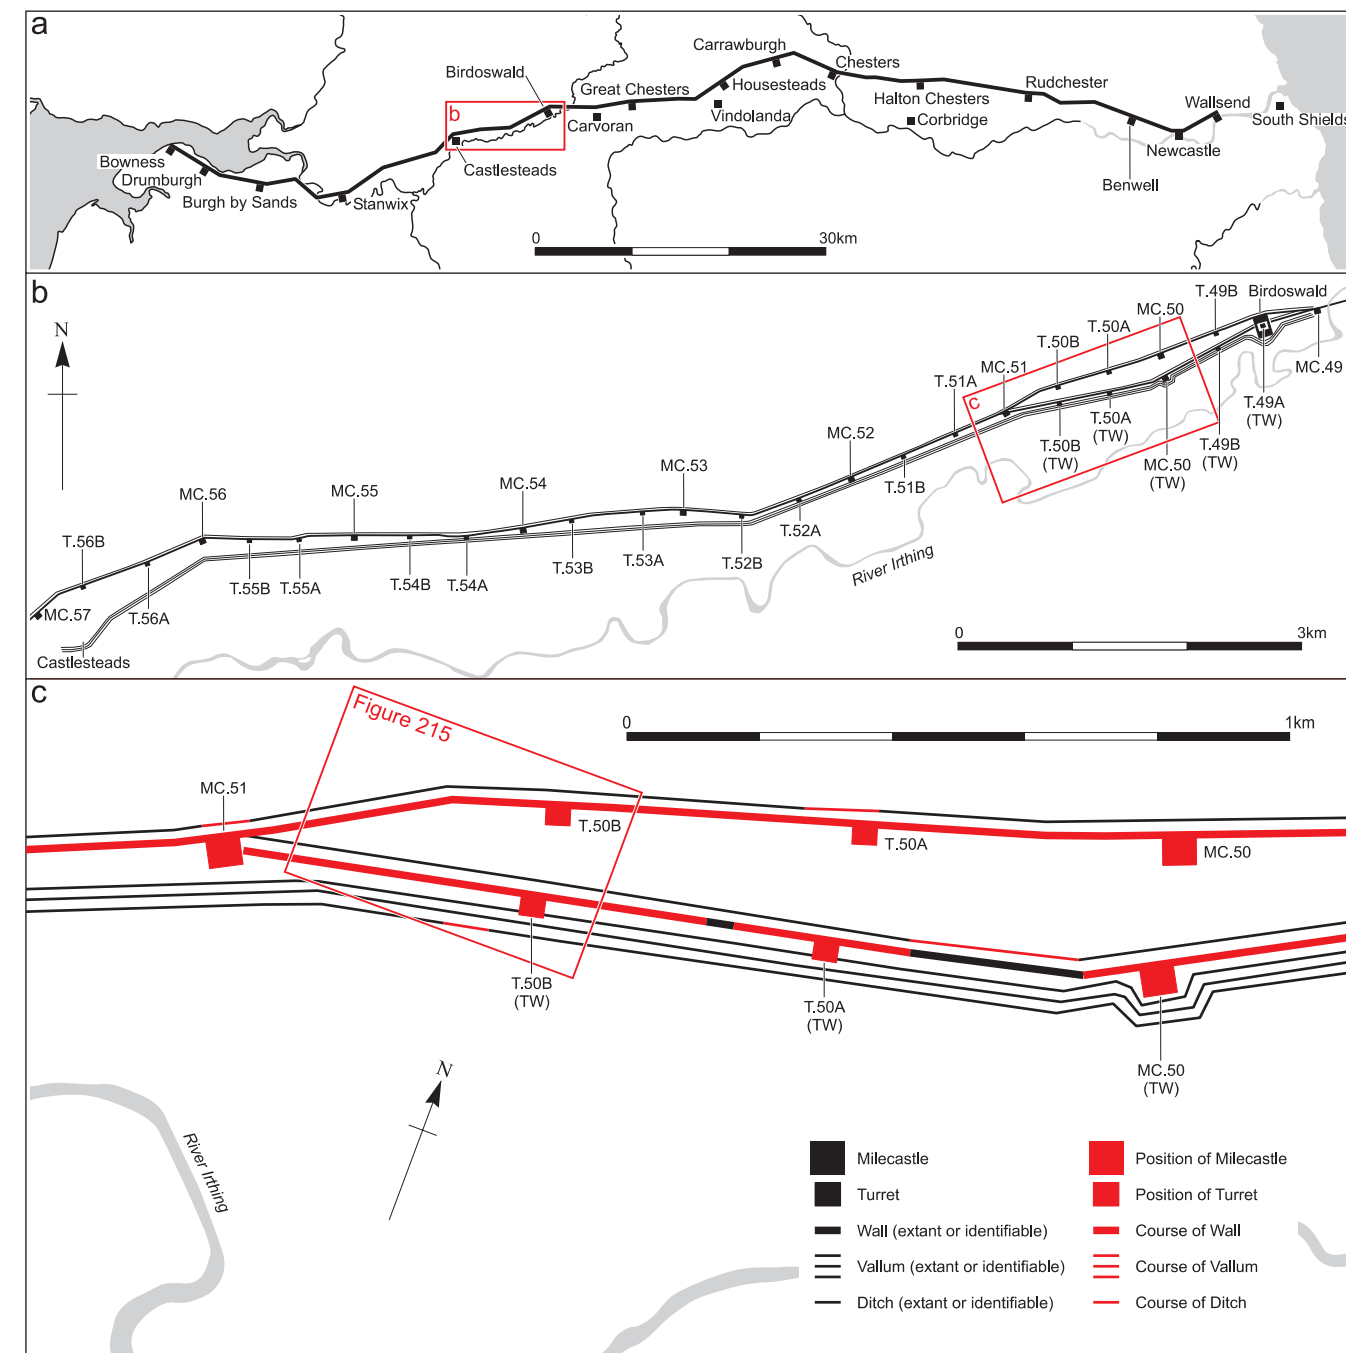 a
Carrawburgh
Chesters
Birdoswald
Great Chesters
Housesteads
Rudchester
b
Halton Chesters
Wallsend
Carvoran
Vindolanda
Corbridge
South Shields
Newcastle
Bowness
Castlesteads
Drumburgh
Benwell
Burgh by Sands
Stanwix
0
30km
b
N
T.49B
Birdoswald
MC.50
T.50A
T.50B
MC.51
T.51A
MC.49
c
T.49A
(TW)
T.50A
(TW)
T.50B
(TW)
T.49B
(TW)
MC.50
(TW)
MC.52
T.51B
MC.53
MC.54
MC.55
MC.56
T.52A
T.56B
T.52B
T.53A
T.53B
T.54A
T.54B
T.55A
T.55B
River Irthing
MC.57
T.56A
Castlesteads
0
3km
c
Figure 215
0
1km
MC.51
T.50B
T.50A
MC.50
T.50B
(TW)
T.50A
(TW)
MC.50
(TW)
N
River Irthing
Milecastle
Turret
Wall (extant or identifiable)
Vallum (extant or identifiable)
Ditch (extant or identifiable)
Position of Milecastle
Position of Turret
Course of Wall
Course of Vallum
Course of Ditch